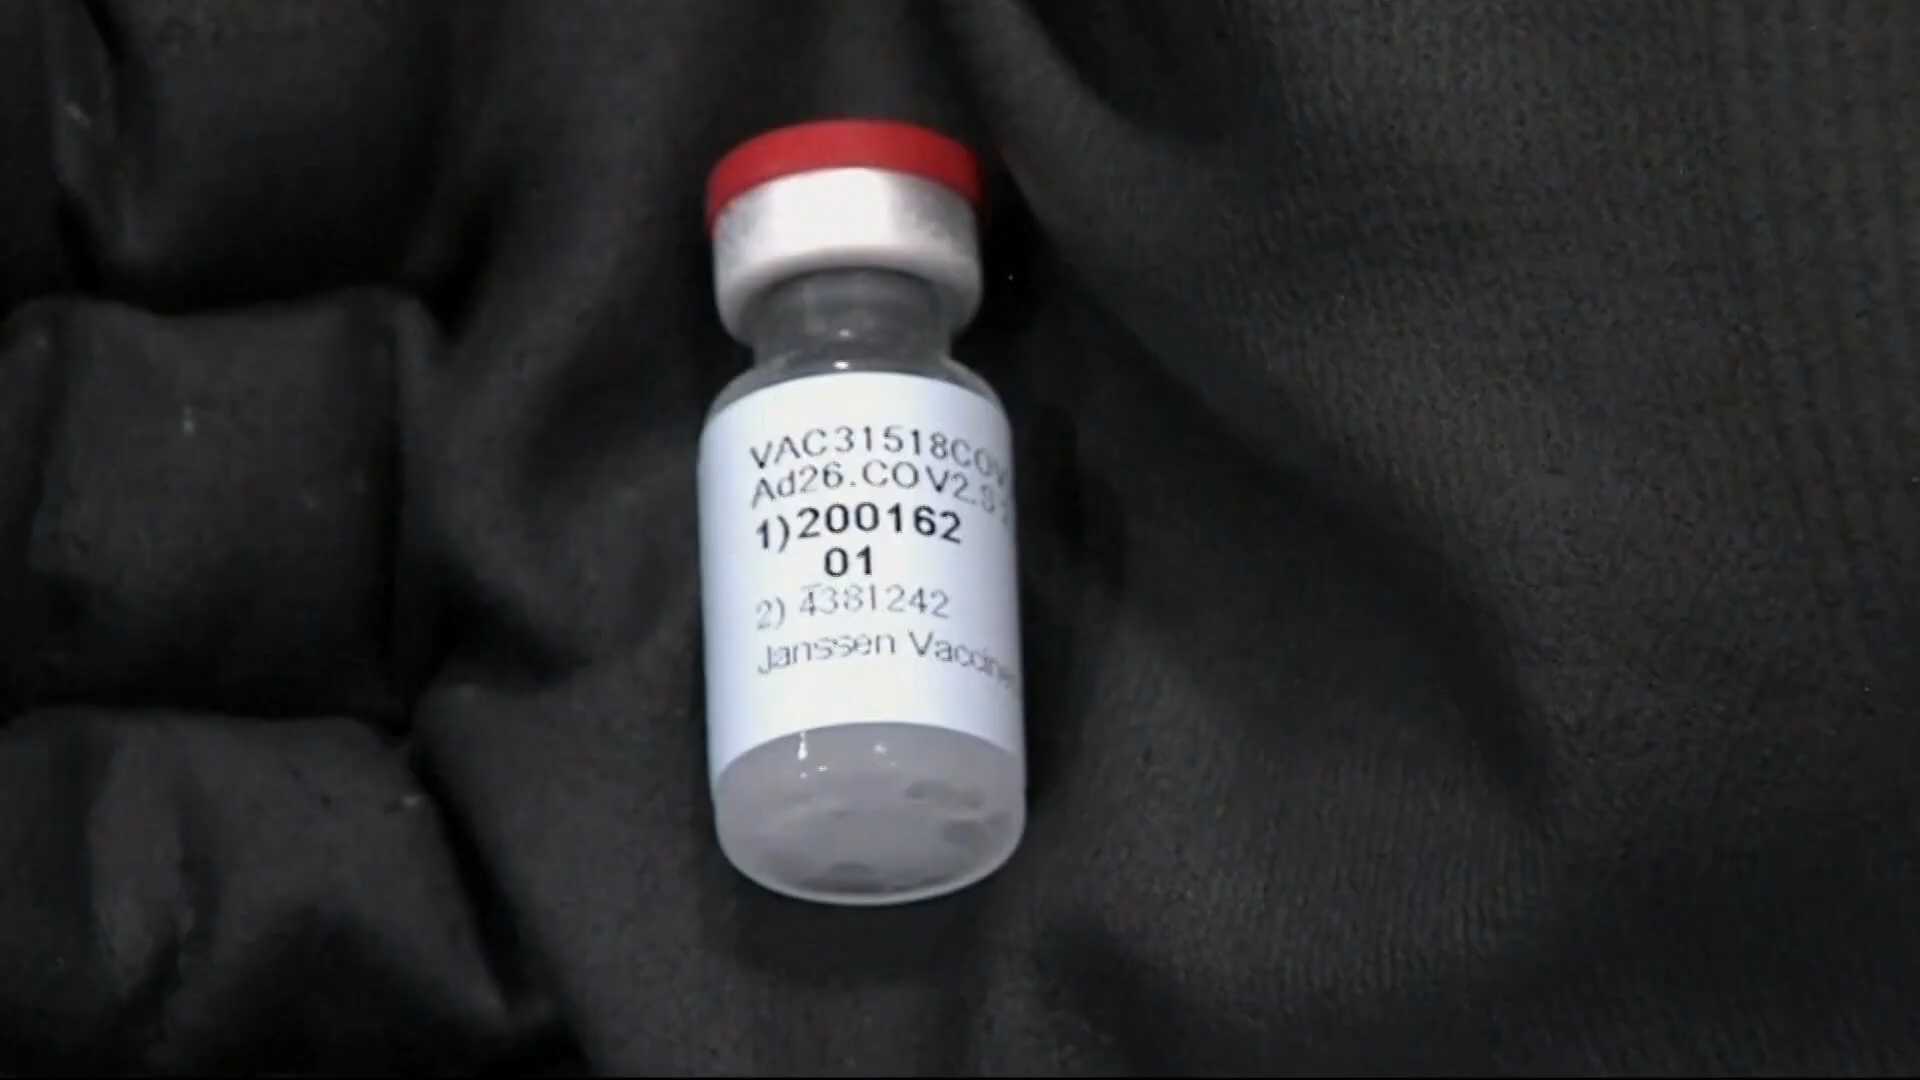 VAC31518COV
Ad26.COV2.S
1)200162
01
2) 4381242
Janssen Vaccine